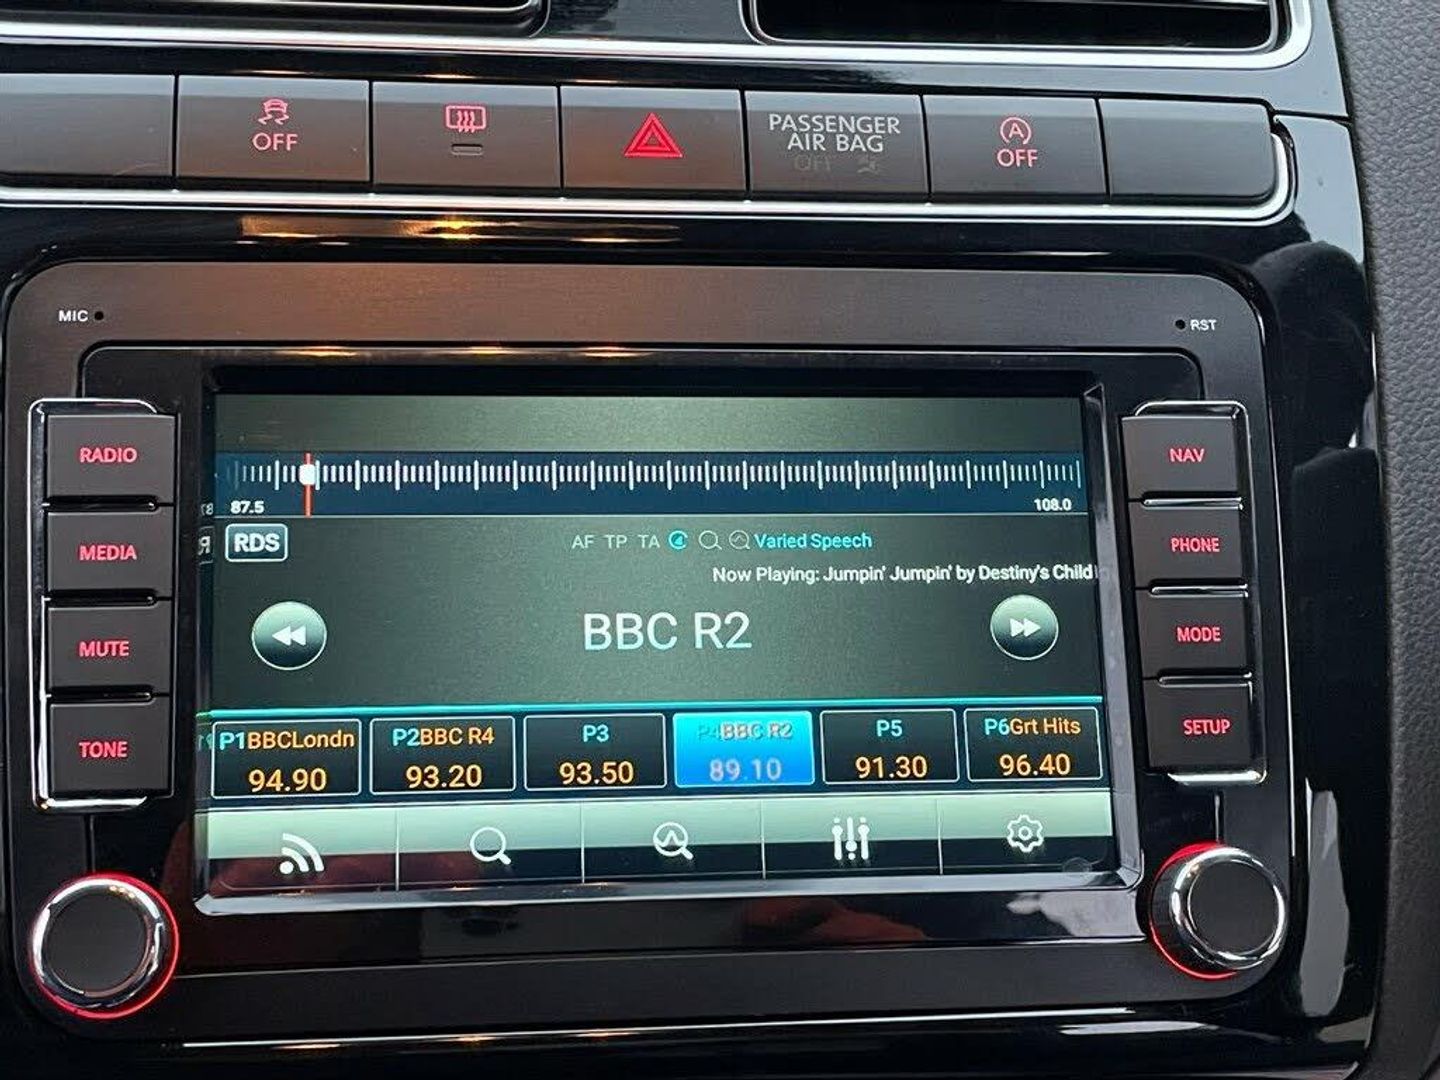 OFF
PASSENGER
AIR BAG
OFF
OFF
MIC
RST
RADIO
MEDIA
MUTE
TONE
NAV
PHONE
MODE
SETUP
87.5
108.0
RDS
AF TP TA Varied Speech
Now Playing: Jumpin' Jumpin' by Destiny's Child
BBC R2
P1BBCLondn
94.90
P2BBC R4
93.20
P3
93.50
P4BBC R2
89.10
P5
91.30
P6Grt Hits
96.40